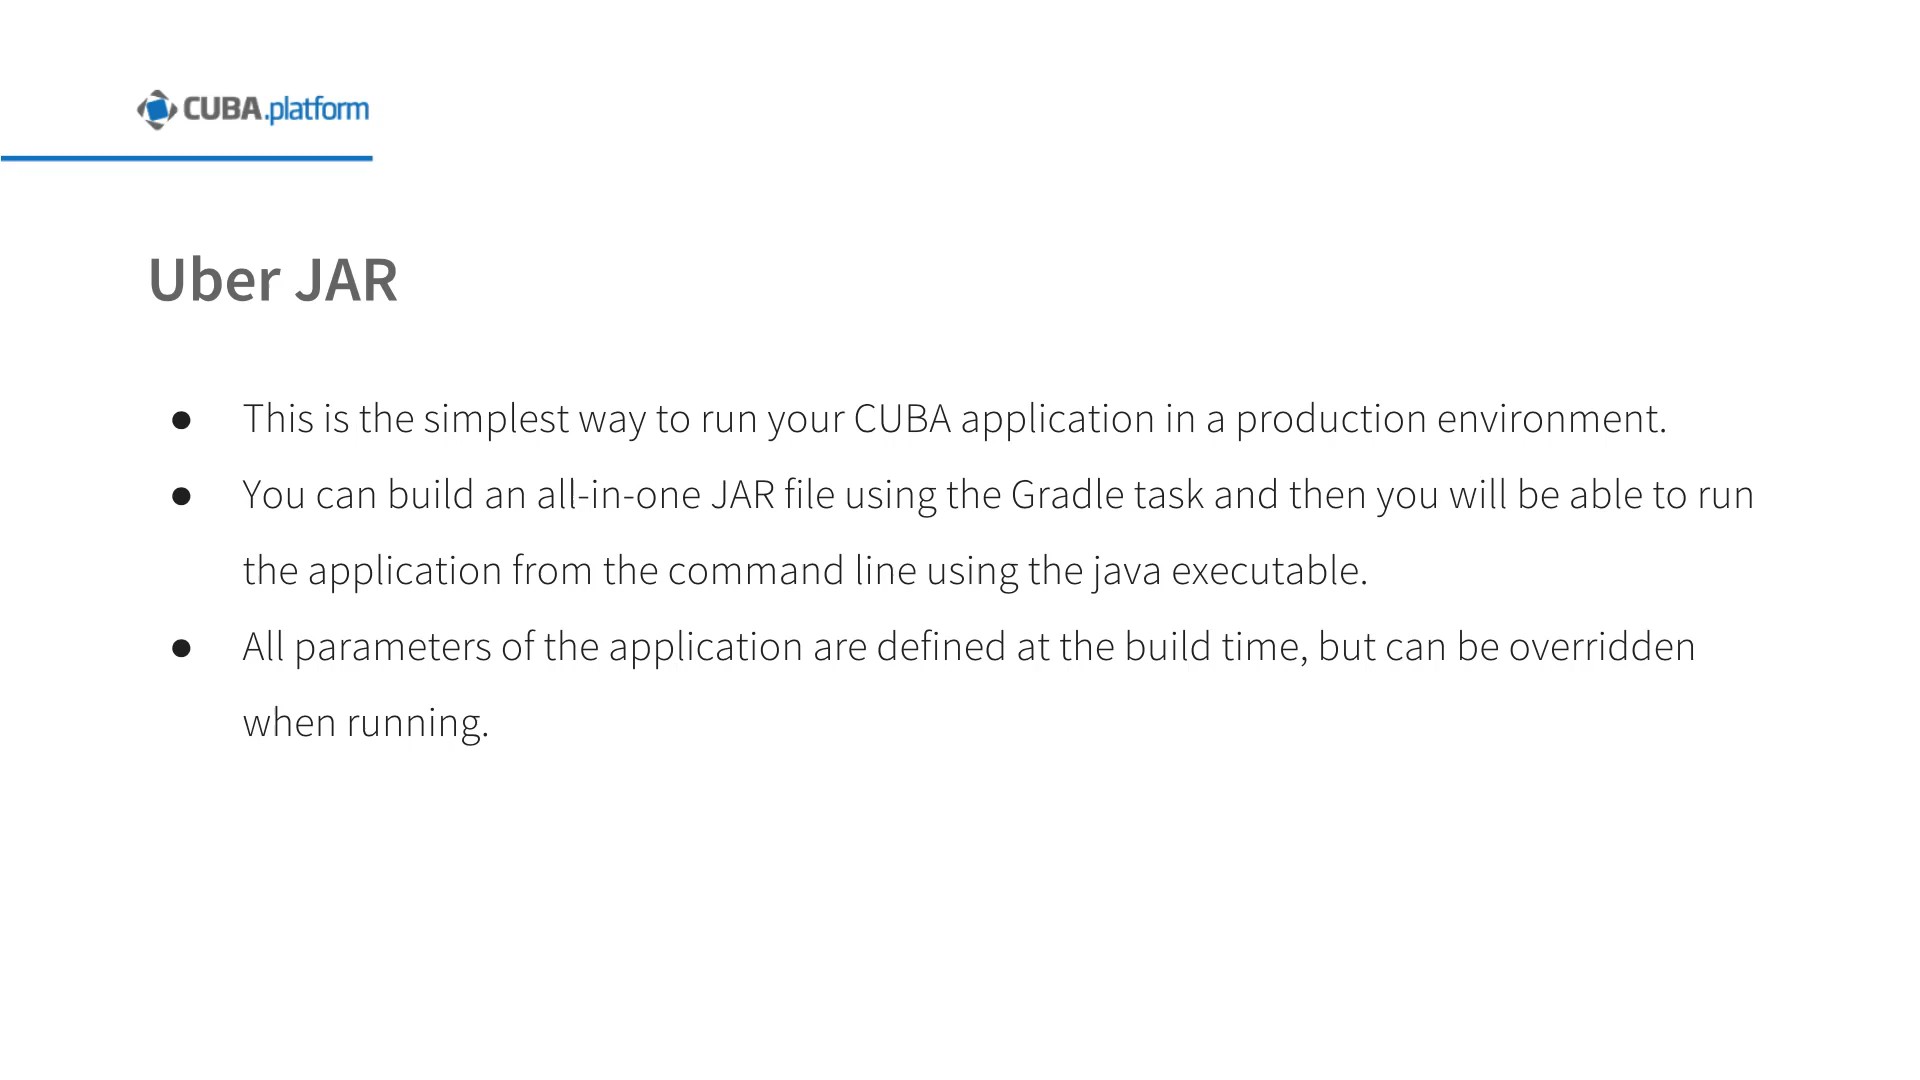 CUBA.platform
Uber JAR
● This is the simplest way to run your CUBA application in a production environment.
● You can build an all-in-one JAR file using the Gradle task and then you will be able to run
the application from the command line using the java executable.
● All parameters of the application are defined at the build time, but can be overridden
when running.